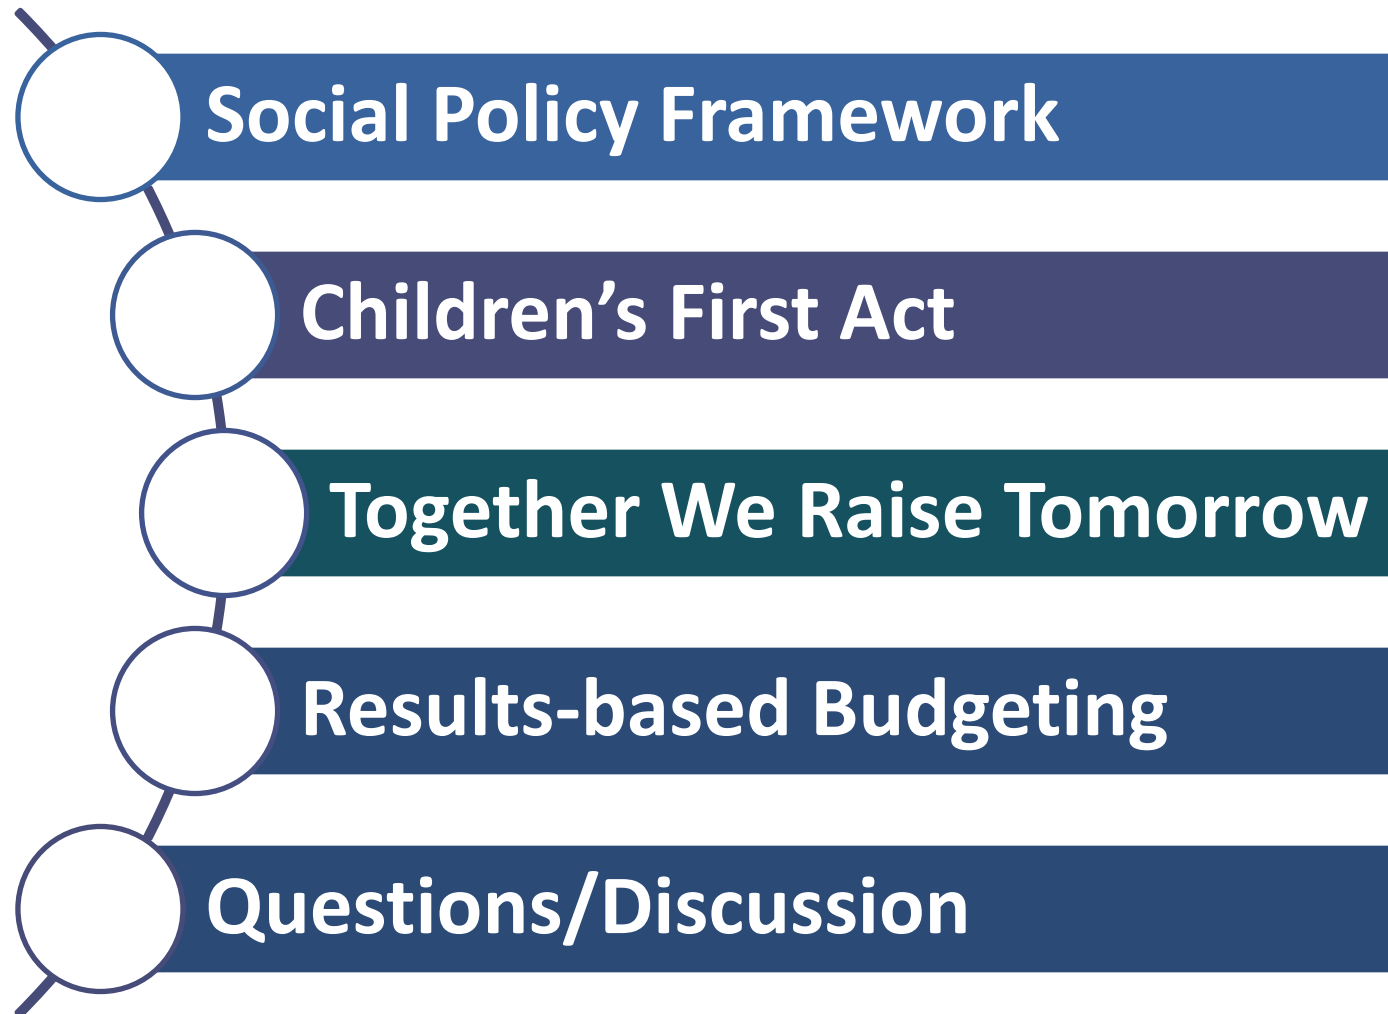 Social Policy Framework
Children’s First Act
Together We Raise Tomorrow
Results-based Budgeting
Questions/Discussion